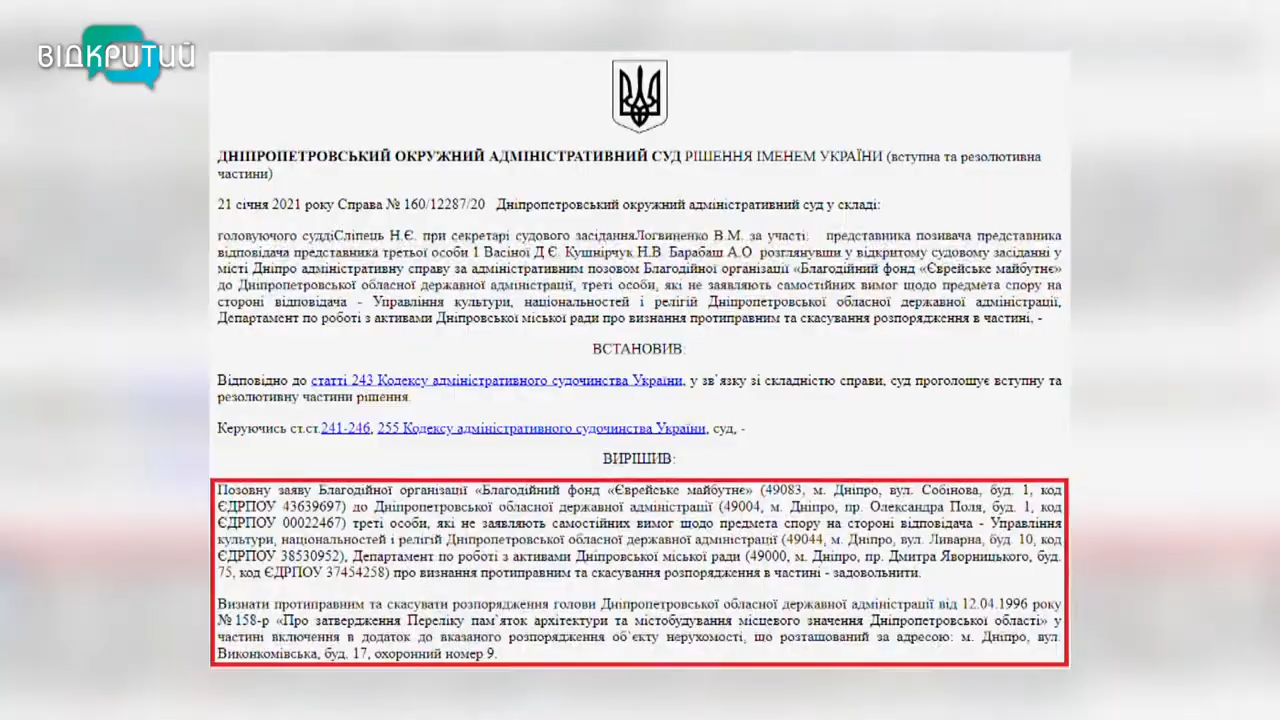 ВІДКРИТИЙ
ДНІПРОПЕТРОВСЬКИЙ ОКРУЖНИЙ АДМІНІСТРАТИВНИЙ СУД РІШЕННЯ ІМЕНЕМ УКРАЇНИ (вступна та резолютивна
частини)
21 січня 2021 року Справа № 160/12287/20 Дніпропетровський окружний адміністративний суд у складі:
головуючого суддіСліпець Н.Є. при секретарі судового засіданняЛогвиненко В.М. за участі: представника позивача представника
відповідача представника третьої особи 1 Васіної Д.Є. Кушнірчук Н.В. Барабаш А.О. розглянувши у відкритому судовому засіданні у
місті Дніпро адміністративну справу за адміністративним позовом Благодійної організації «Благодійний фонд «Єврейське майбутнє»
до Дніпропетровської обласної державної адміністрації, треті особи, які не заявляють самостійних вимог щодо предмета спору на
стороні відповідача - Управління культури, національностей і релігій Дніпропетровської обласної державної адміністрації,
Департамент по роботі з активами Дніпровської міської ради про визнання протиправним та скасування розпорядження в частині, -
ВСТАНОВИВ:
Відповідно до статті 243 Кодексу адміністративного судочинства України, у зв`язку зі складністю справи, суд проголошує вступну та
резолютивну частини рішення.
Керуючись ст.ст.241-246, 255 Кодексу адміністративного судочинства України, суд, -
ВИРІШИВ:
Позовну заяву Благодійної організації «Благодійний фонд «Єврейське майбутнє» (49083, м. Дніпро, вул. Собінова, буд. 1, код
ЄДРПОУ 43639697) до Дніпропетровської обласної державної адміністрації (49004, м. Дніпро, пр. Олександра Поля, буд. 1, код
ЄДРПОУ 00022467) треті особи, які не заявляють самостійних вимог щодо предмета спору на стороні відповідача - Управління
культури, національностей і релігій Дніпропетровської обласної державної адміністрації (49044, м. Дніпро, вул. Ливарна, буд. 10, код
ЄДРПОУ 38530952), Департамент по роботі з активами Дніпровської міської ради (49000, м. Дніпро, пр. Дмитра Яворницького, буд.
75, код ЄДРПОУ 37454258) про визнання протиправним та скасування розпорядження в частині - задовольнити.
Визнати протиправним та скасувати розпорядження голови Дніпропетровської обласної державної адміністрації від 12.04.1996 року
№158-р «Про затвердження Переліку пам`яток архітектури та містобудування місцевого значення Дніпропетровської області» у
частині включення в додаток до вказаного розпорядження об`єкту нерухомості, що розташований за адресою: м. Дніпро, вул.
Виконкомівська, буд. 17, охоронний номер 9.